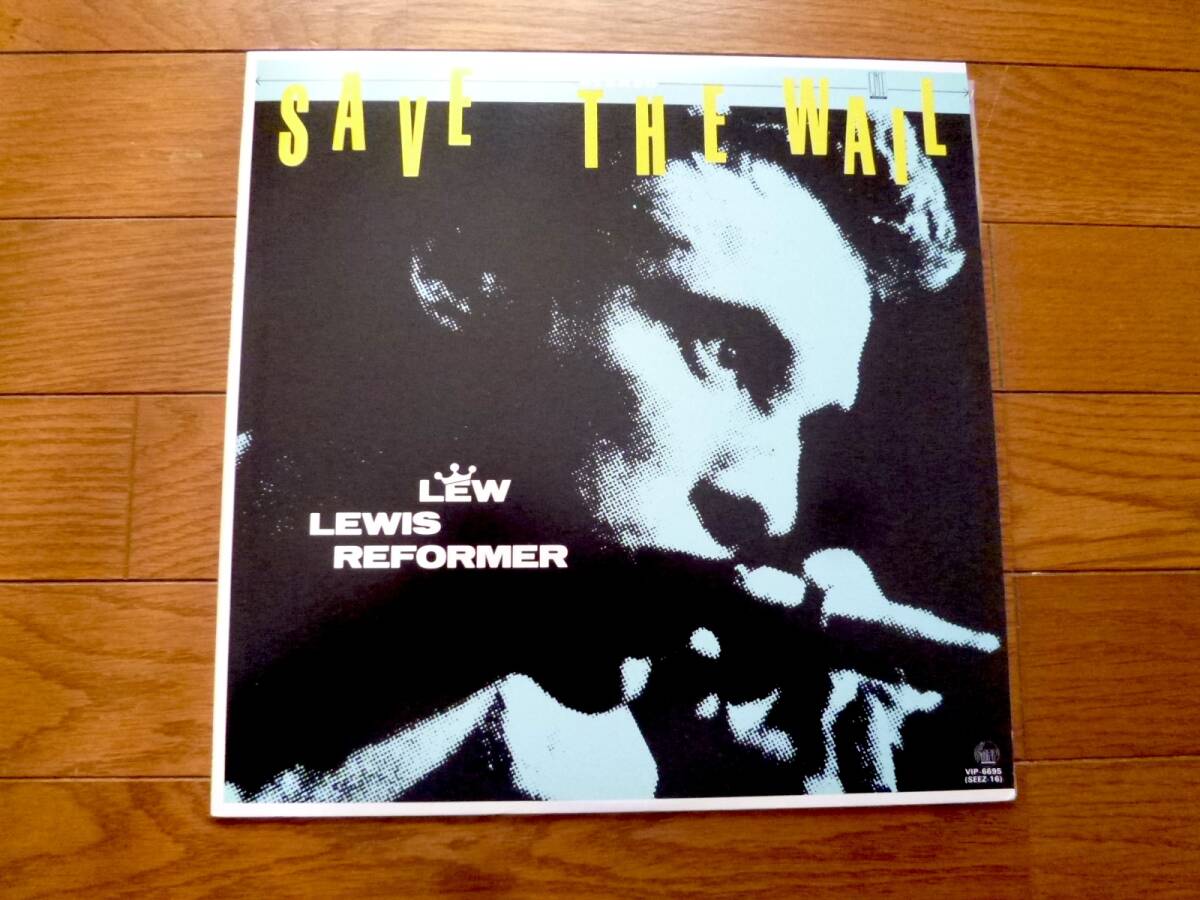 SAVE THE WAIL
LEW
LEWIS
REFORMER
VIP-6695
(SEEZ 16)